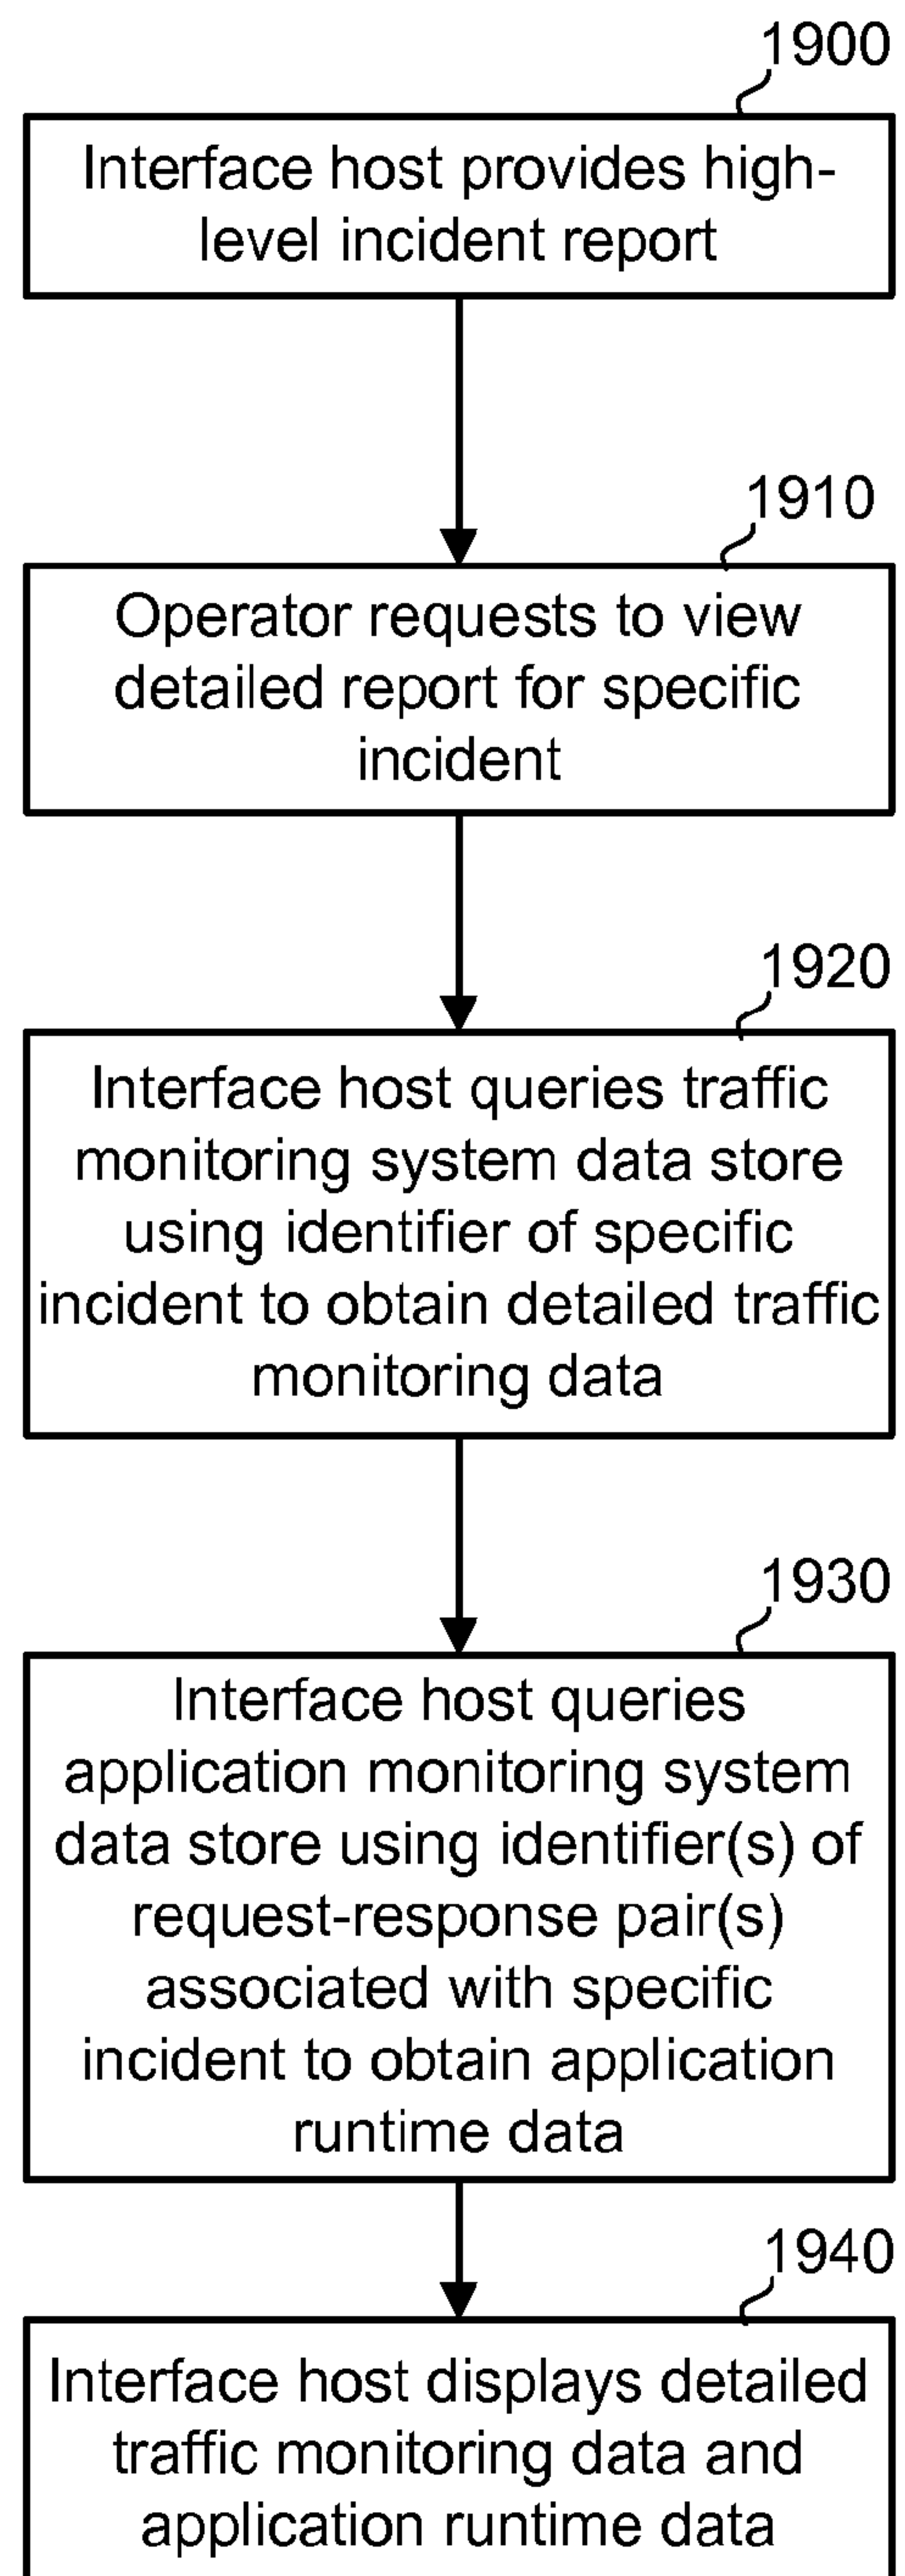 1900
Interface host provides high-
level incident report
1910
Operator requests to view
detailed report for specific
incident
1920
Interface host queries traffic
monitoring system data store
using identifier of specific
incident to obtain detailed traffic
monitoring data
1930
Interface host queries
application monitoring system
data store using identifier(s) of
request-response pair(s)
associated with specific
incident to obtain application
runtime data
1940
Interface host displays detailed
traffic monitoring data and
application runtime data